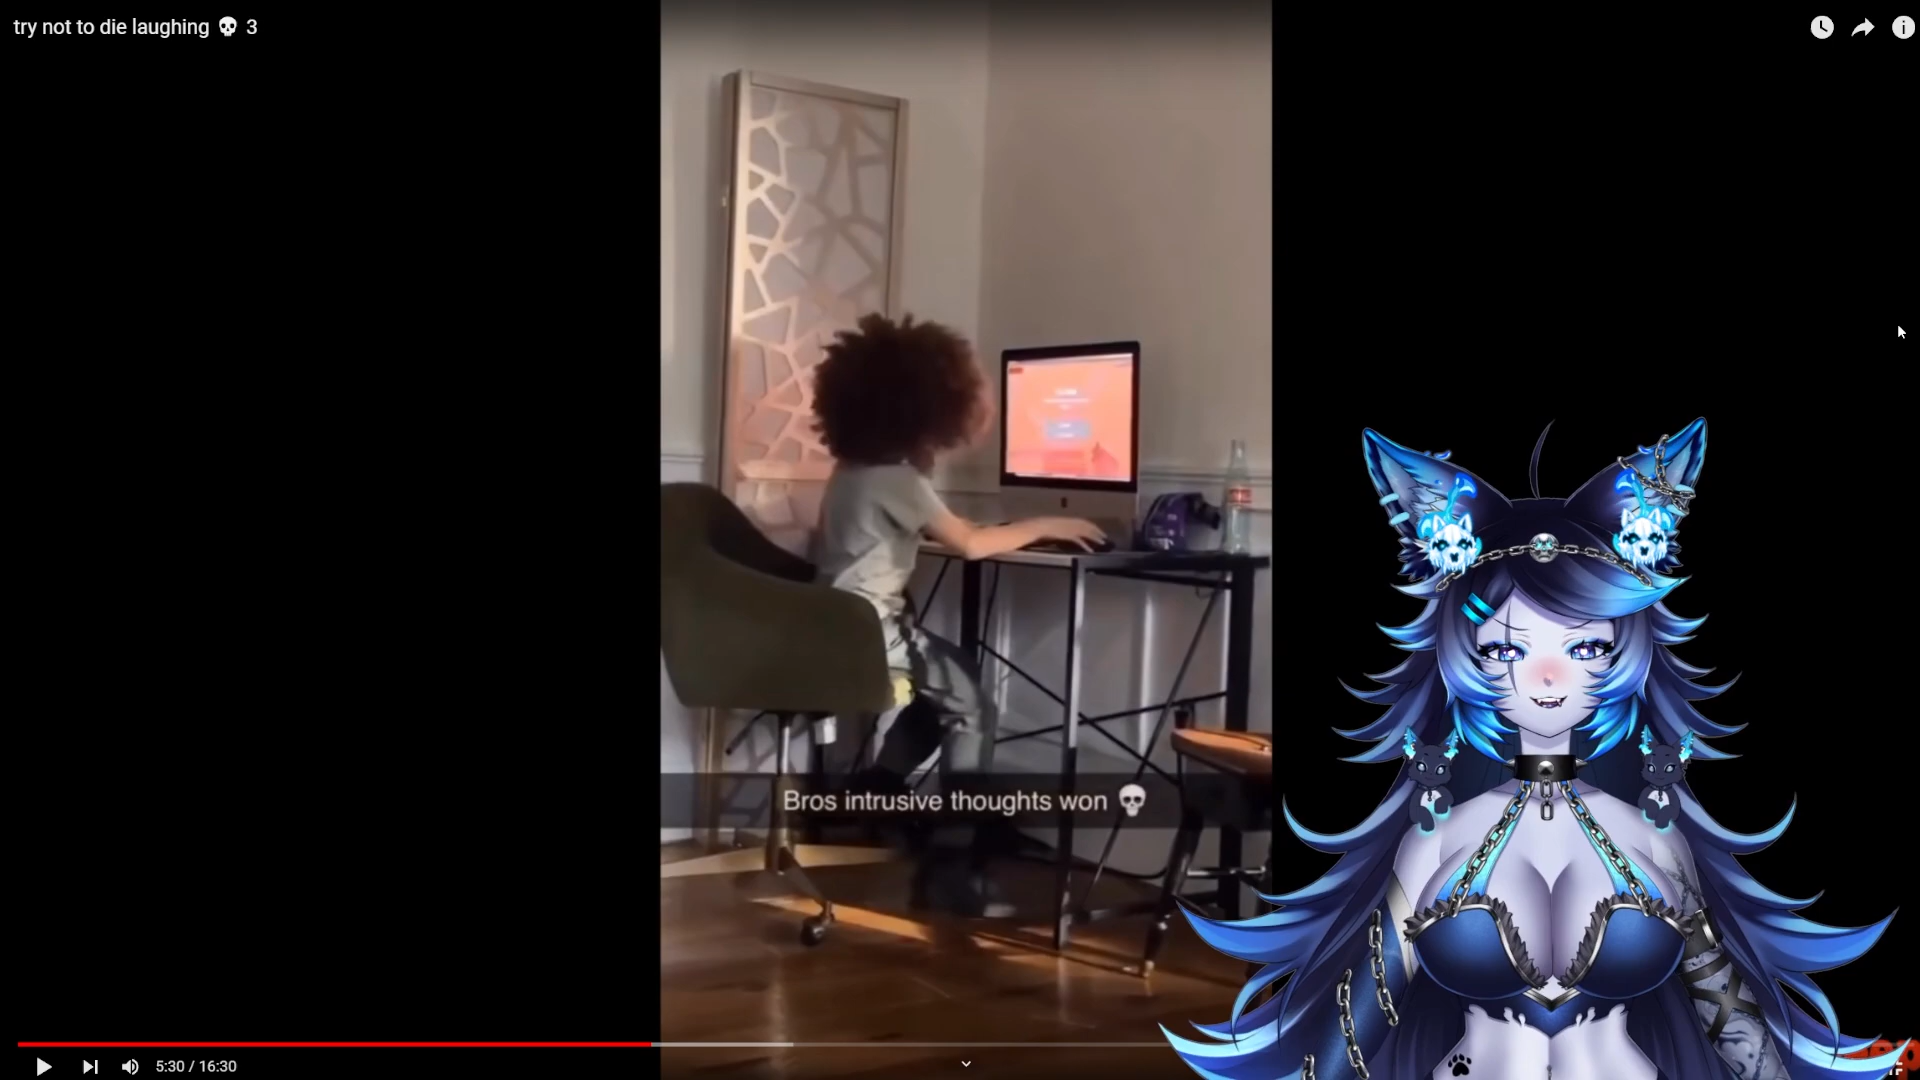 try not to die laughing 💀 3
Bros intrusive thoughts won 💀
5:30 / 16:30